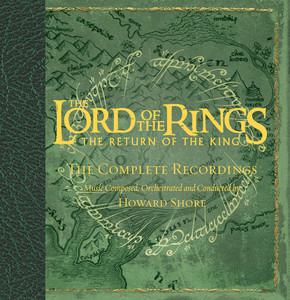 THE
LORD OF THE RINGS
THE RETURN OF THE KING
THE COMPLETE RECORDINGS
Music Composed, Orchestrated and Conducted by
HOWARD SHORE